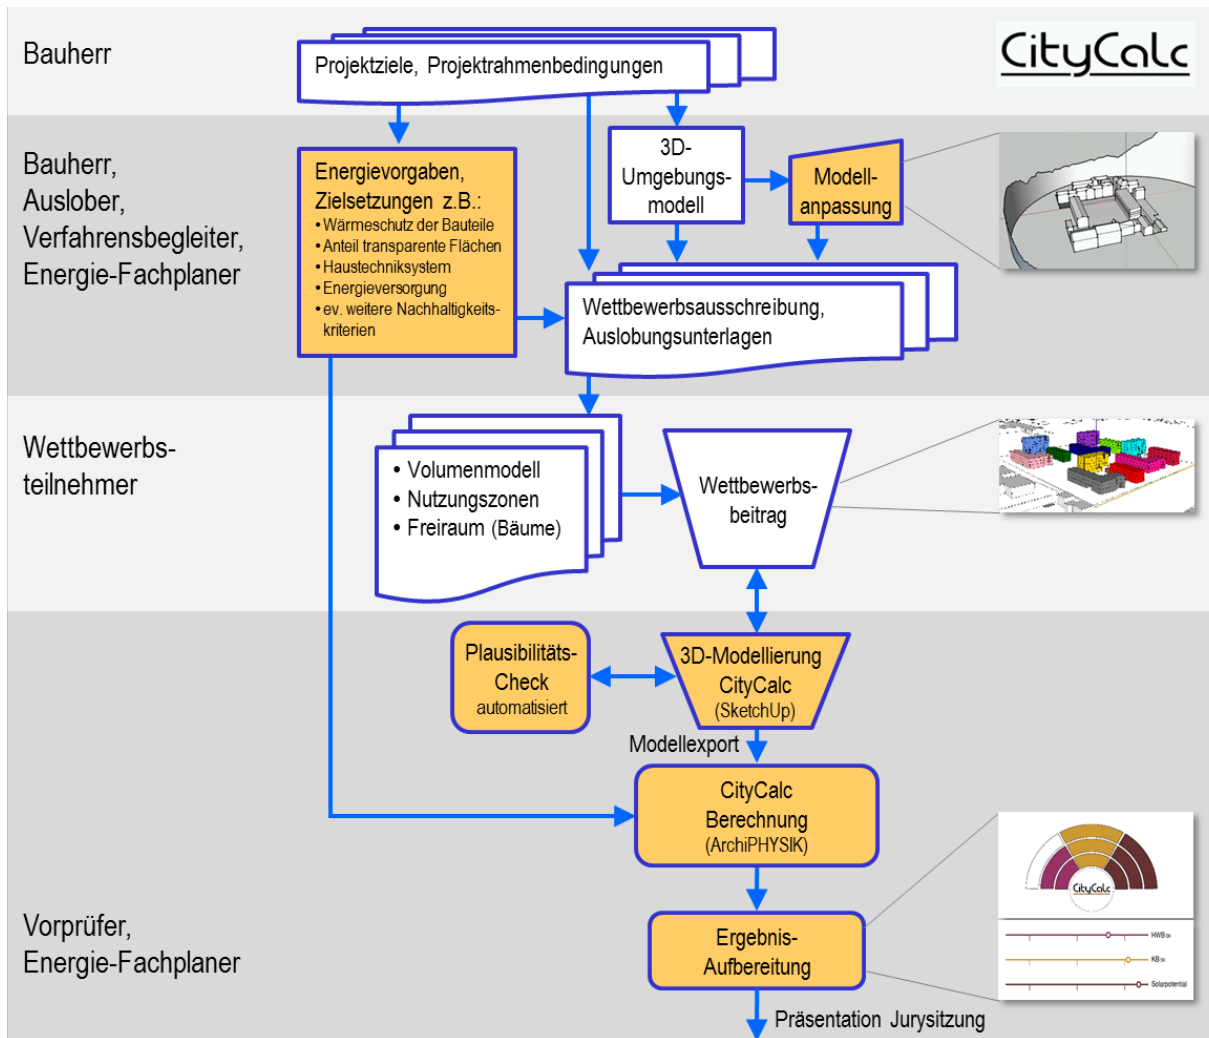 Bauherr
Projektziele, Projektrahmenbedingungen
CityCalc
Bauherr,
Auslober,
Verfahrensbegleiter,
Energie-Fachplaner
Energievorgaben,
Zielsetzungen z.B.:
• Wärmeschutz der Bauteile
• Anteil transparente Flächen
• Haustechniksystem
• Energieversorgung
• ev. weitere Nachhaltigkeits-
kriterien
3D-
Umgebungs-
modell
Modell-
anpassung
Wettbewerbsausschreibung,
Auslobungsunterlagen
Wettbewerbs-
teilnehmer
• Volumenmodell
• Nutzungszonen
• Freiraum (Bäume)
Wettbewerbs-
beitrag
Plausibilitäts-
Check
automatisiert
3D-Modellierung
CityCalc
(SketchUp)
Modellexport
CityCalc
Berechnung
(ArchiPHYSIK)
Vorprüfer,
Energie-Fachplaner
Ergebnis-
Aufbereitung
CityCalc
HWB SK
KB SK
Solarpotential
Präsentation Jurysitzung